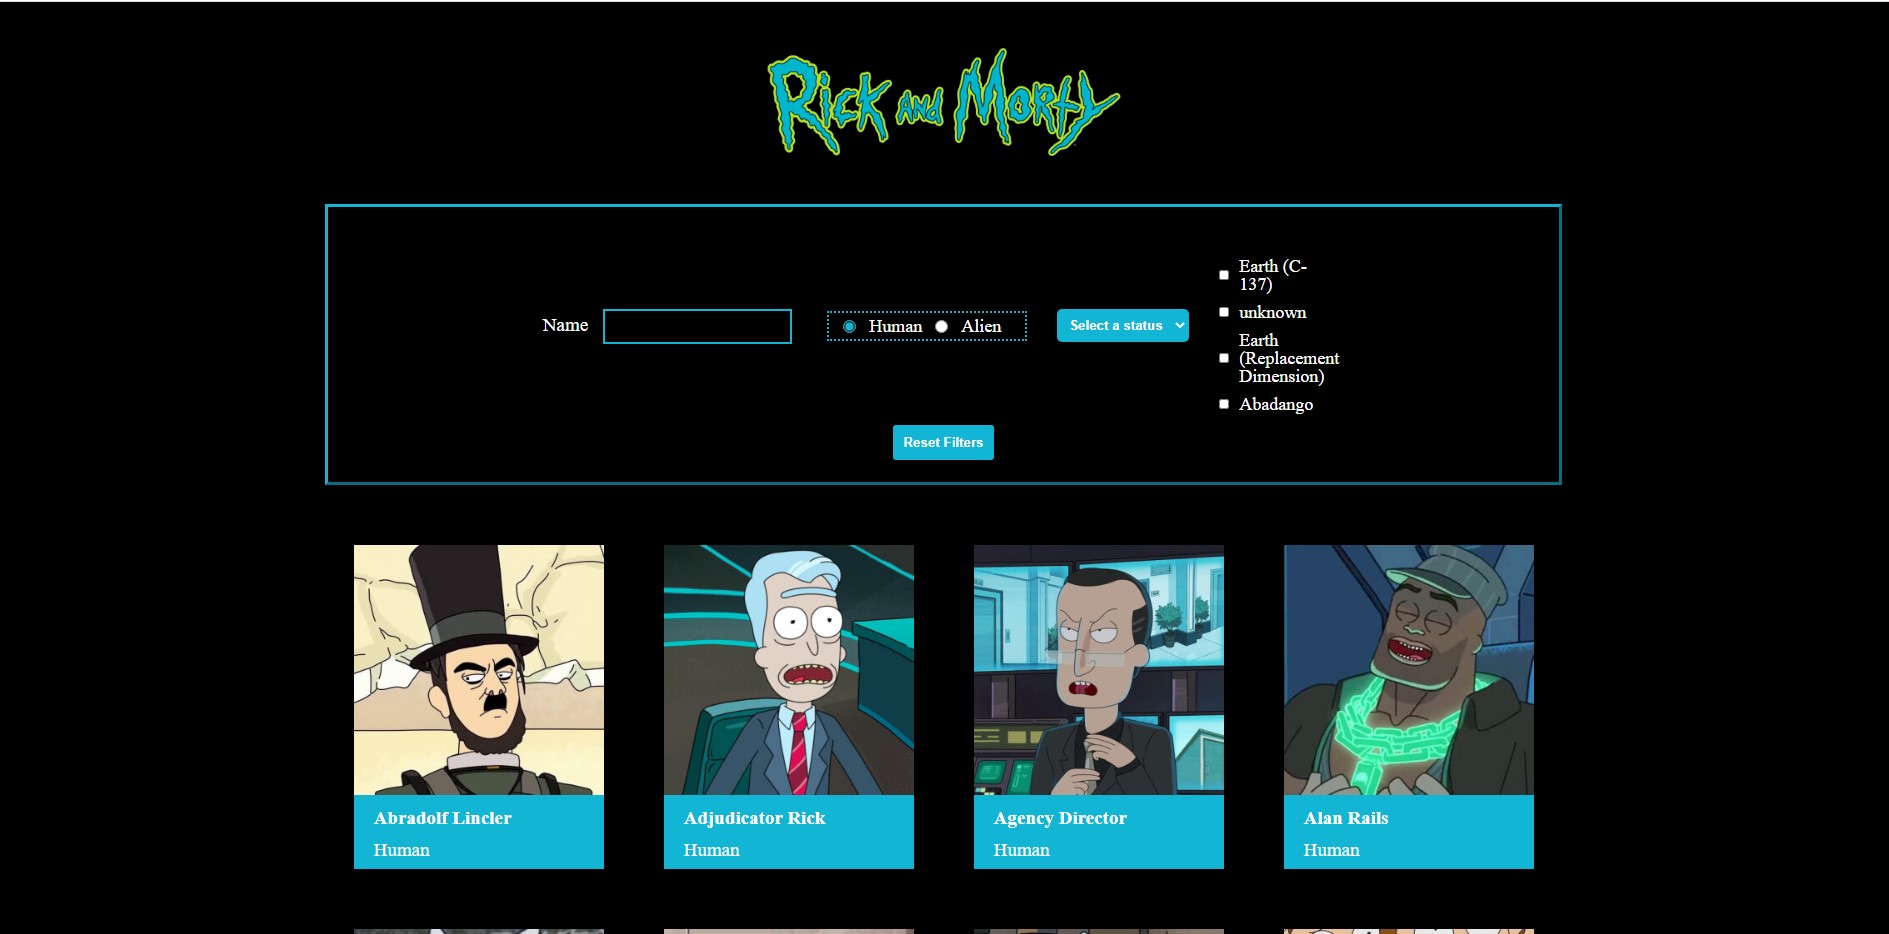 Rick and Morty
Name
Human
Alien
Select a status
Earth (C-
137)
unknown
Earth
(Replacement
Dimension)
Abadango
Reset Filters
Abradolf Lincler
Human
Adjudicator Rick
Human
Agency Director
Human
Alan Rails
Human